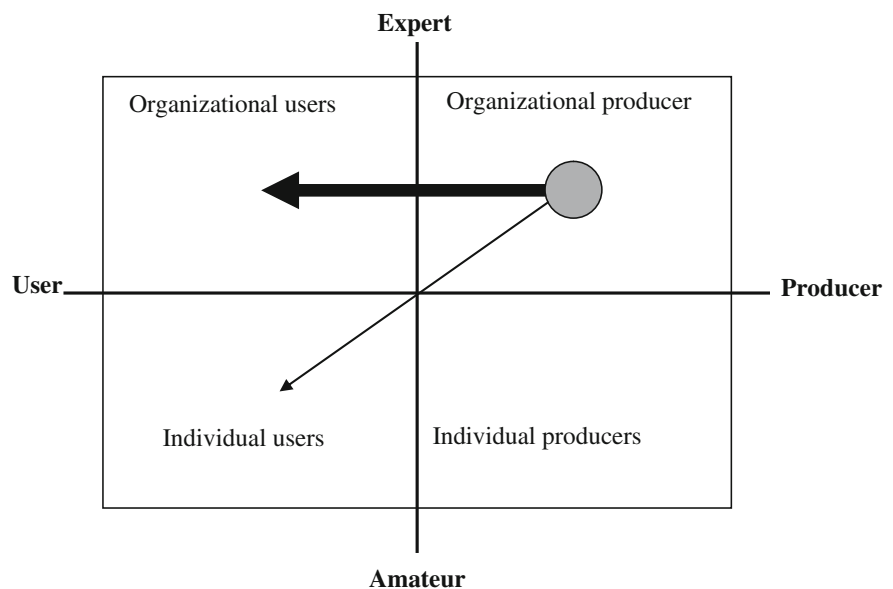 Expert
Organizational users
Organizational producer
User
Producer
Individual users
Individual producers
Amateur